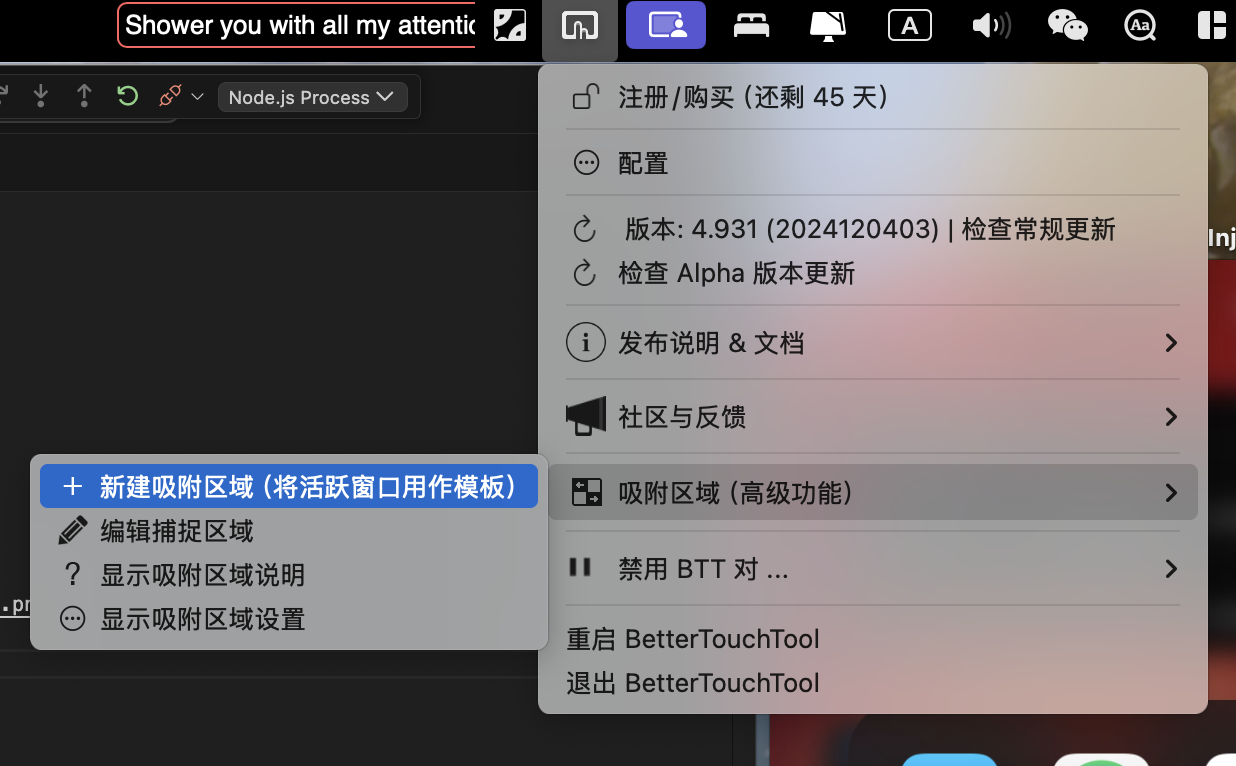 Shower you with all my attentic
A
Aa
Node.js Process
注册/购买 (还剩 45 天)
配置
版本: 4.931 (2024120403) | 检查常规更新
检查 Alpha 版本更新
Inj
发布说明 & 文档
社区与反馈
吸附区域 (高级功能)
新建吸附区域 (将活跃窗口用作模板)
编辑捕捉区域
显示吸附区域说明
显示吸附区域设置
.pr
禁用 BTT 对 ...
重启 BetterTouchTool
退出 BetterTouchTool